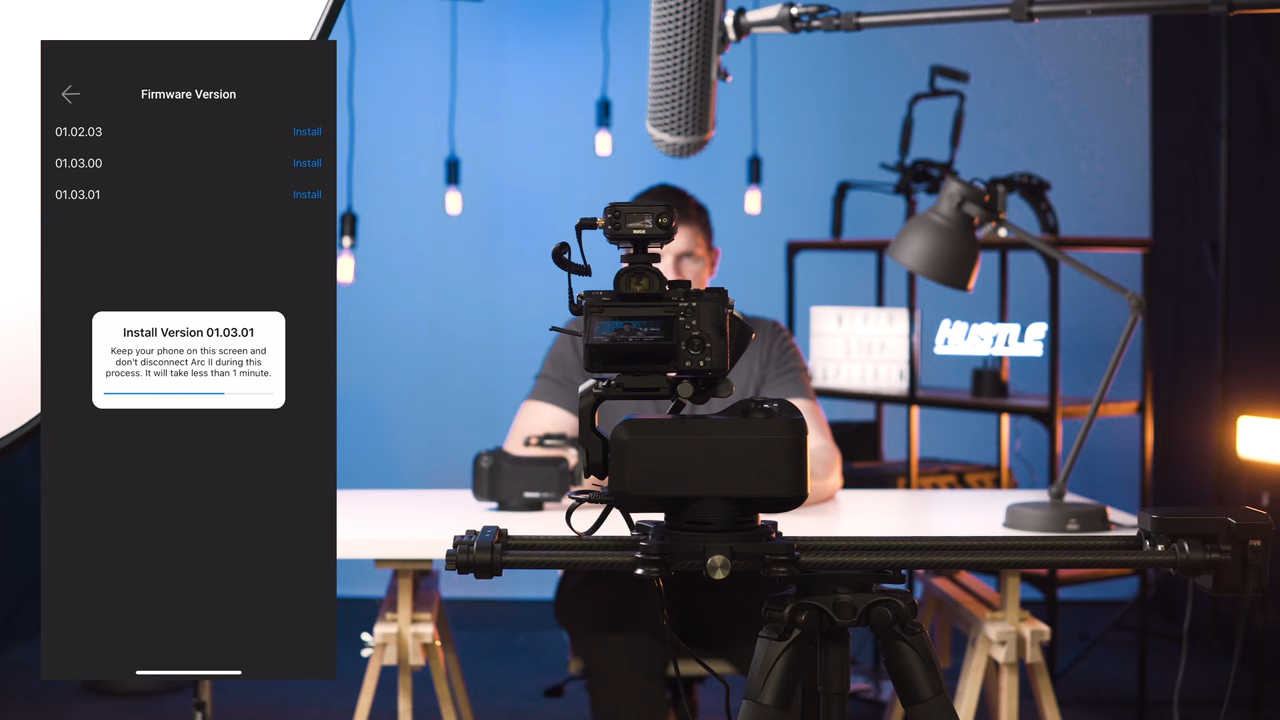 Firmware Version
01.02.03 Install
01.03.00 Install
01.03.01 Install
Install Version 01.03.01
Keep your phone on this screen and
don't disconnect Arc II during this
process. It will take less than 1 minute.
HUSTLE
RODE